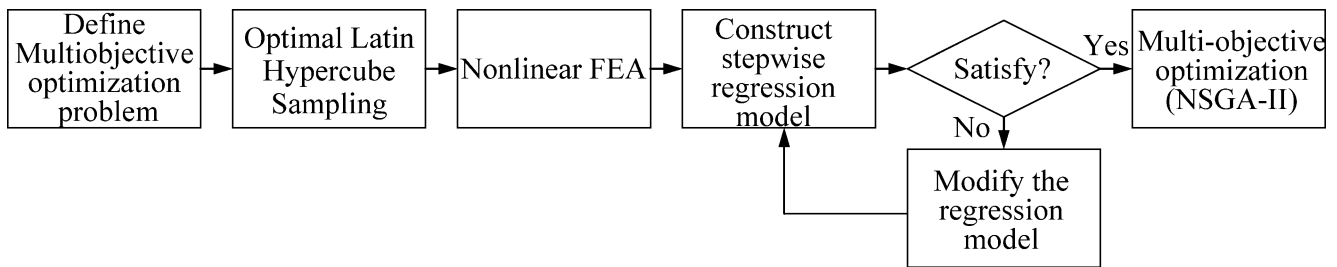 Define
Multiobjective
optimization
problem
Optimal Latin
Hypercube
Sampling
Nonlinear FEA
Construct
stepwise
regression
model
Satisfy?
Yes
Multi-objective
optimization
(NSGA-II)
No
Modify the
regression
model